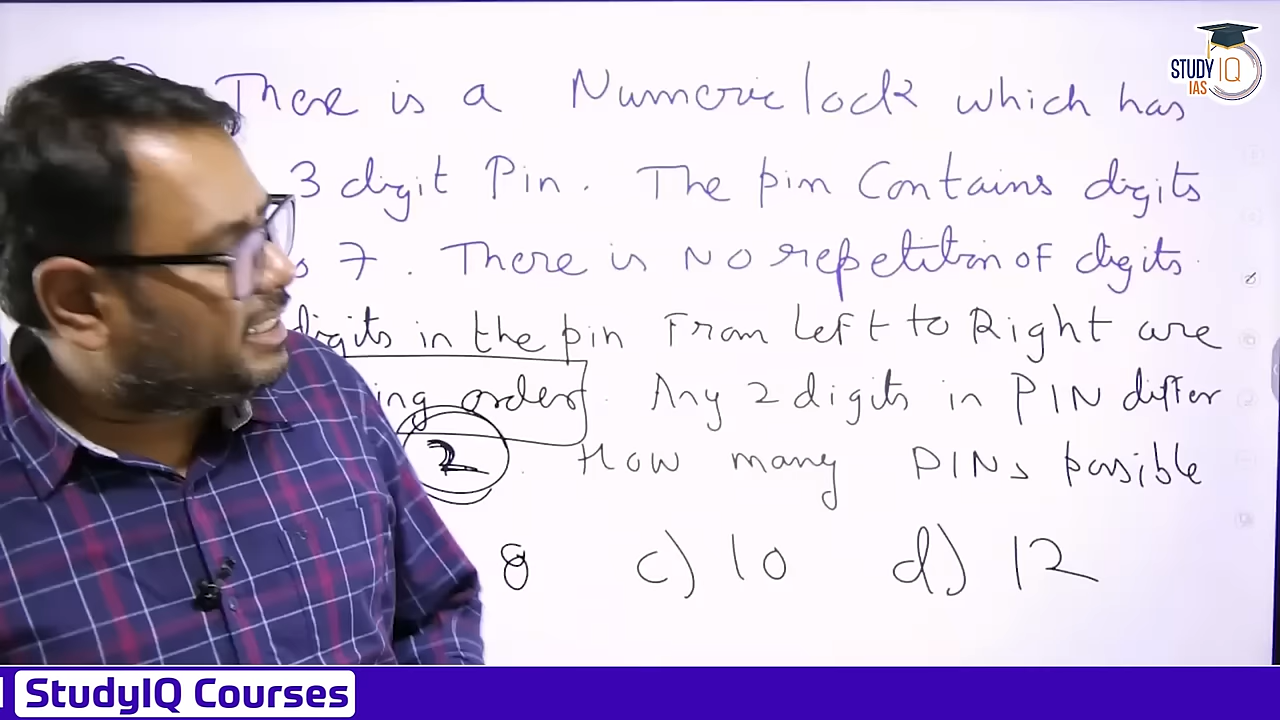 There is a Numeric lock which has
3 digit Pin. The pin Contains digits
7. There is No repetition of digits
digits in the pin From left to Right are
ing order. Any 2 digits in PIN differ
2. How many PINs possible
8 c) 10 d) 12
STUDY IQ
IAS
StudyIQ Courses